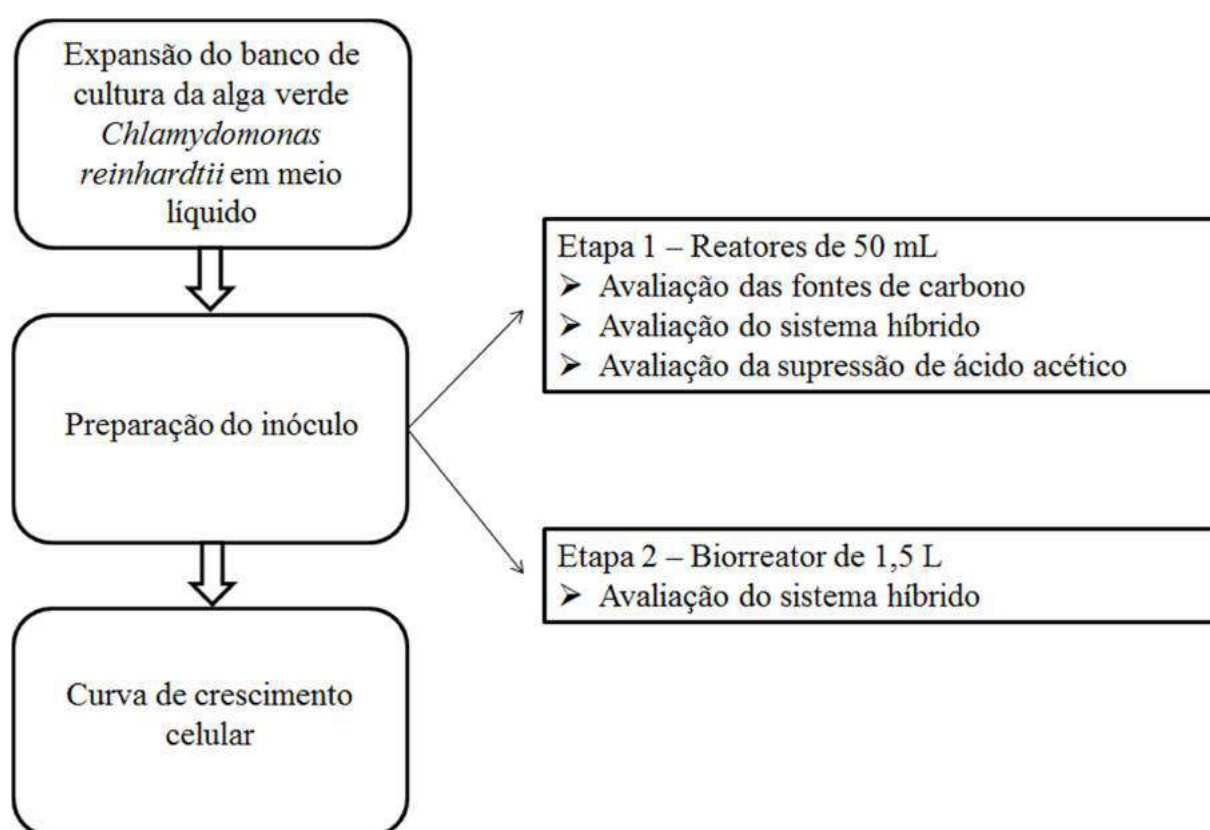 Expansão do banco de
cultura da alga verde
Chlamydomonas
reinhardtii em meio
líquido
Preparação do inóculo
Curva de crescimento
celular
Etapa 1 – Reatores de 50 mL
➤ Avaliação das fontes de carbono
➤ Avaliação do sistema híbrido
➤ Avaliação da supressão de ácido acético
Etapa 2 – Biorreator de 1,5 L
➤ Avaliação do sistema híbrido